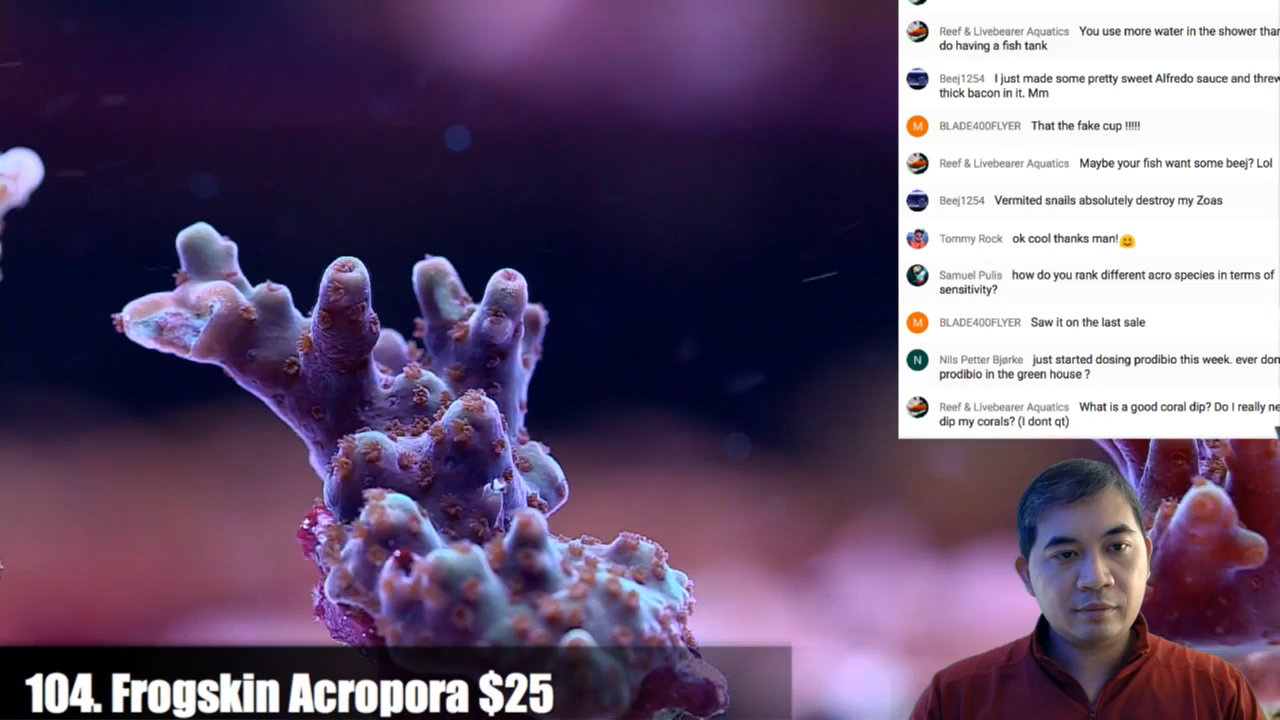 Reef & Livebearer Aquatics You use more water in the shower than
do having a fish tank
Beej1254 I just made some pretty sweet Alfredo sauce and threw
thick bacon in it. Mm
M BLADE400FLYER That the fake cup !!!!!
Reef & Livebearer Aquatics Maybe your fish want some beej? Lol
Beej1254 Vermited snails absolutely destroy my Zoas
Tommy Rock ok cool thanks man!
Samuel Pulis how do you rank different acro species in terms of
sensitivity?
M BLADE400FLYER Saw it on the last sale
N Nils Petter Bjørke just started dosing prodibio this week. ever
prodibio in the green house ?
Reef & Livebearer Aquatics What is a good coral dip? Do I really
dip my corals? (I dont qt)
104. Frogskin Acropora $25